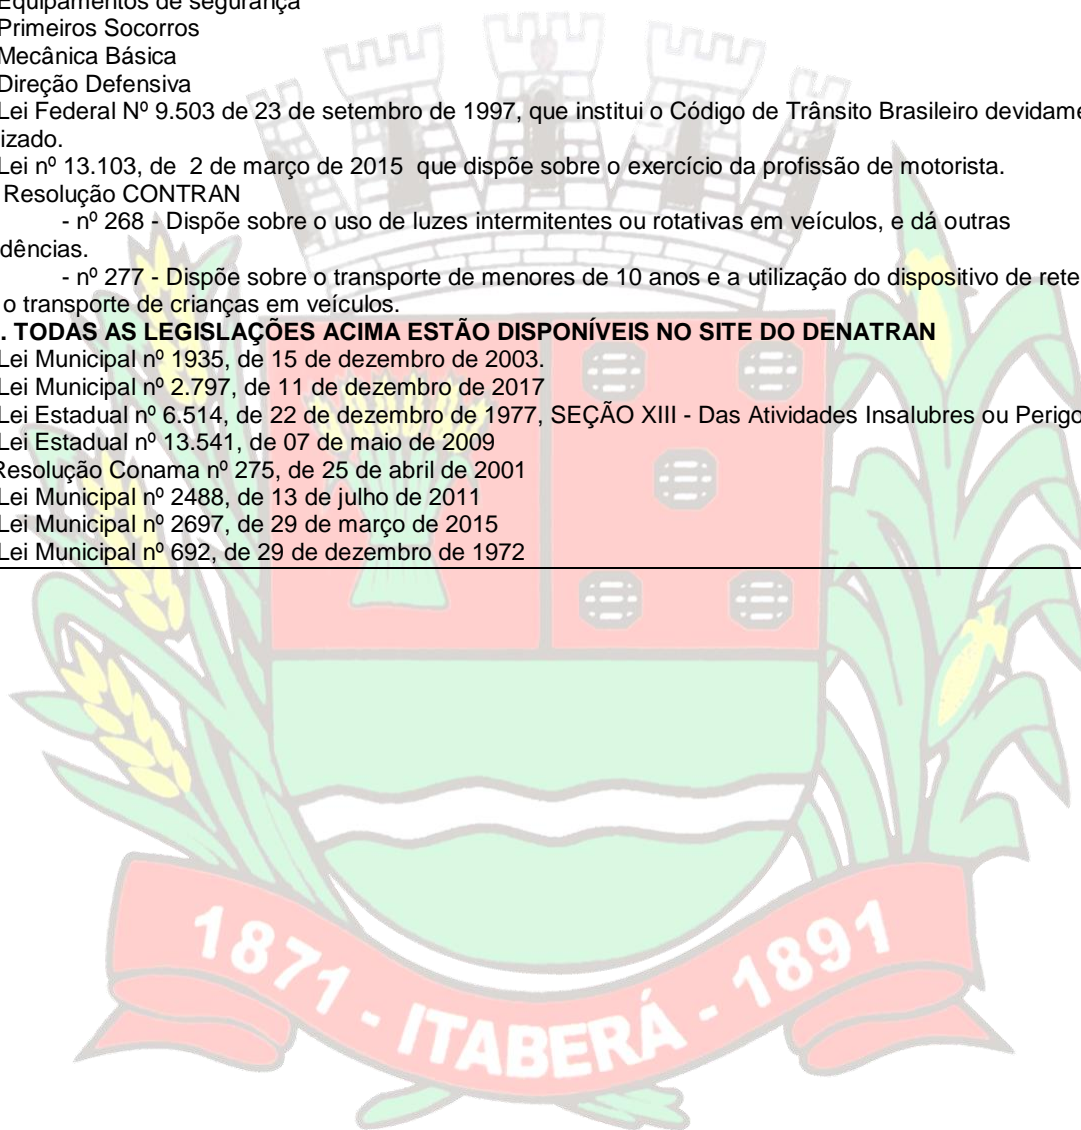 Equipamentos de segurança
Primeiros Socorros
Mecânica Básica
Direção Defensiva
Lei Federal Nº 9.503 de 23 de setembro de 1997, que institui o Código de Trânsito Brasileiro devidame
izado.
Lei nº 13.103, de 2 de março de 2015 que dispõe sobre o exercício da profissão de motorista.
Resolução CONTRAN
- nº 268 - Dispõe sobre o uso de luzes intermitentes ou rotativas em veículos, e dá outras
dências.
- nº 277 - Dispõe sobre o transporte de menores de 10 anos e a utilização do dispositivo de rete
o transporte de crianças em veículos.
. TODAS AS LEGISLAÇÕES ACIMA ESTÃO DISPONÍVEIS NO SITE DO DENATRAN
Lei Municipal nº 1935, de 15 de dezembro de 2003.
Lei Municipal nº 2.797, de 11 de dezembro de 2017
Lei Estadual nº 6.514, de 22 de dezembro de 1977, SEÇÃO XIII - Das Atividades Insalubres ou Perigo
Lei Estadual nº 13.541, de 07 de maio de 2009
Resolução Conama nº 275, de 25 de abril de 2001
Lei Municipal nº 2488, de 13 de julho de 2011
Lei Municipal nº 2697, de 29 de março de 2015
Lei Municipal nº 692, de 29 de dezembro de 1972
1871 - ITABERÁ - 1891